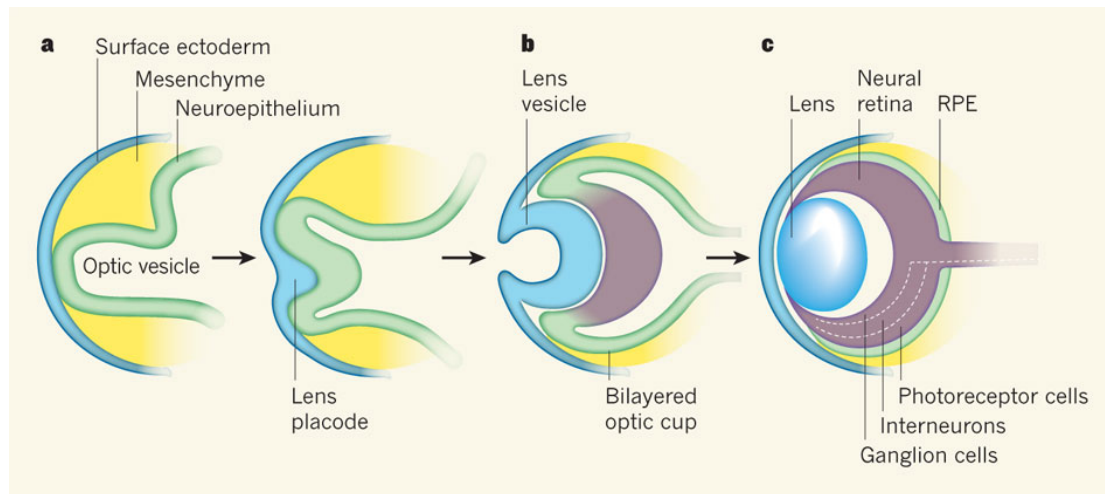 a
Surface ectoderm
Mesenchyme
Neuroepithelium
Optic vesicle
Lens
placode
b
Lens
vesicle
Bilayered
optic cup
c
Lens
Neural
retina
RPE
Photoreceptor cells
Interneurons
Ganglion cells